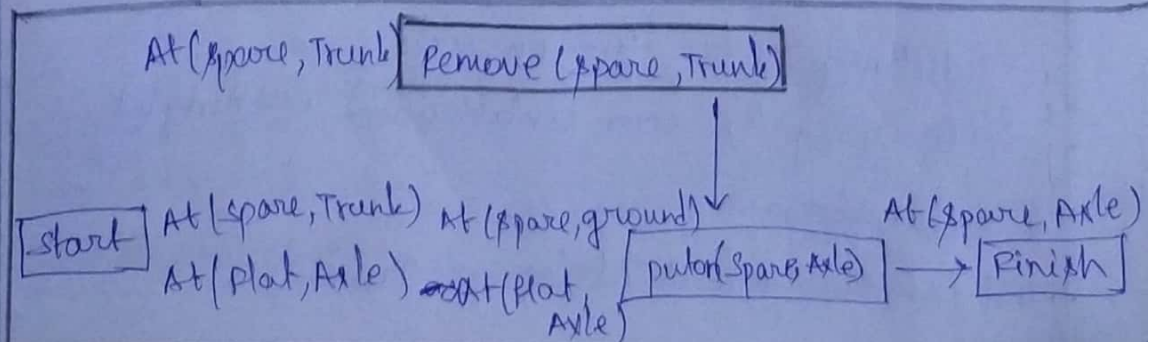 At(spare, Trunk) Remove(spare, Trunk)
Start At(spare, Trunk) At(spare, ground) At(spare, Axle)
At(flat, Axle) ¬At(flat, Axle) puton(spare, Axle) Finish